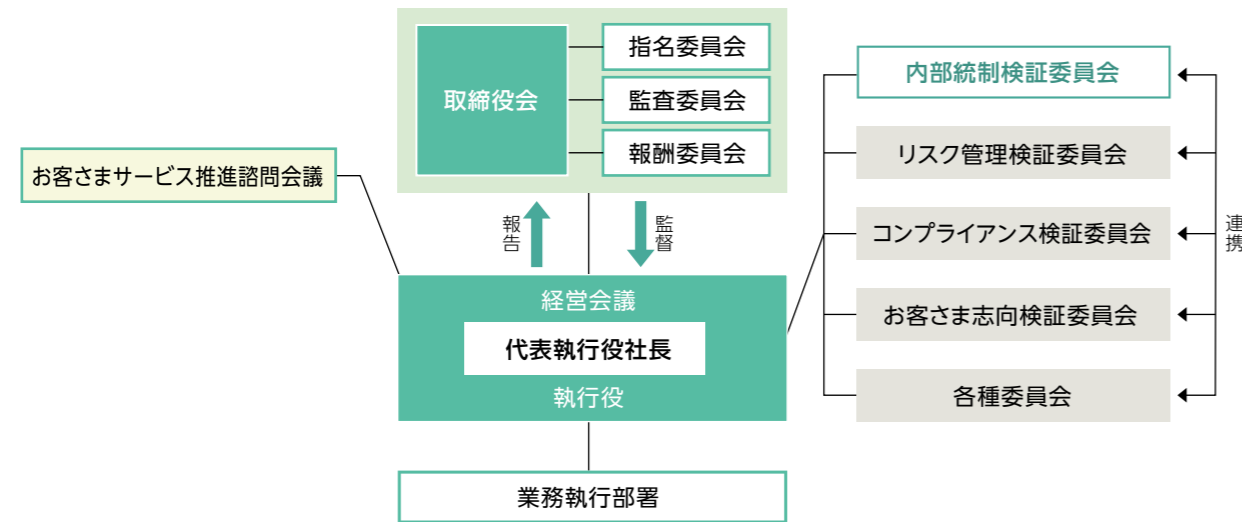 取締役会
指名委員会
監査委員会
報酬委員会
お客さまサービス推進諮問会議
報告
監督
経営会議
代表執行役社長
執行役
業務執行部署
内部統制検証委員会
リスク管理検証委員会
コンプライアンス検証委員会
お客さま志向検証委員会
各種委員会
連携